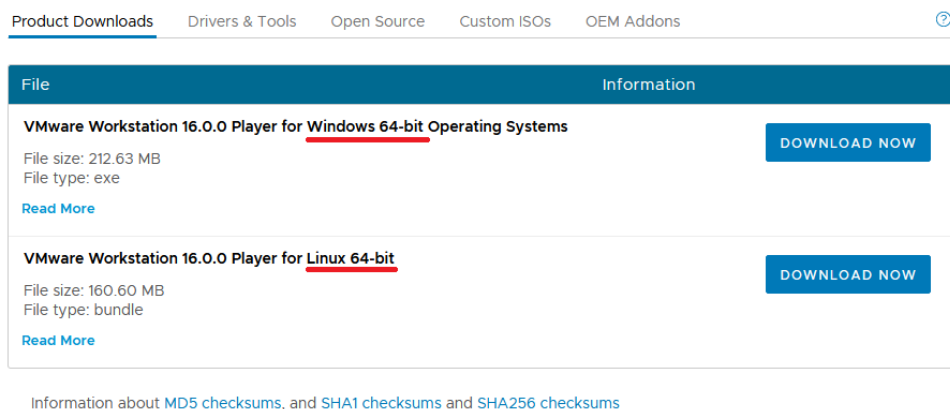 Product Downloads Drivers & Tools Open Source Custom ISOs OEM Addons
File Information
VMware Workstation 16.0.0 Player for Windows 64-bit Operating Systems
DOWNLOAD NOW
File size: 212.63 MB
File type: exe
Read More
VMware Workstation 16.0.0 Player for Linux 64-bit
DOWNLOAD NOW
File size: 160.60 MB
File type: bundle
Read More
Information about MD5 checksums, and SHA1 checksums and SHA256 checksums